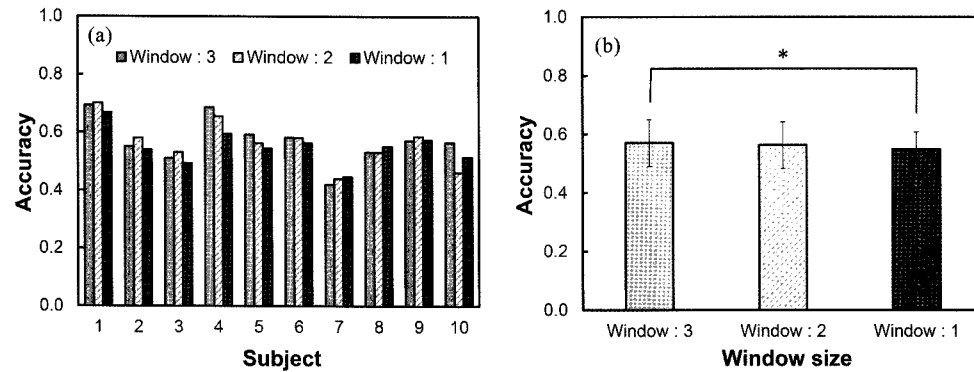 (a)
Window : 3 Window : 2 Window : 1
Accuracy
1.0
0.8
0.6
0.4
0.2
0.0
1 2 3 4 5 6 7 8 9 10
Subject
(b)
*
Accuracy
1.0
0.8
0.6
0.4
0.2
0.0
Window : 3 Window : 2 Window : 1
Window size